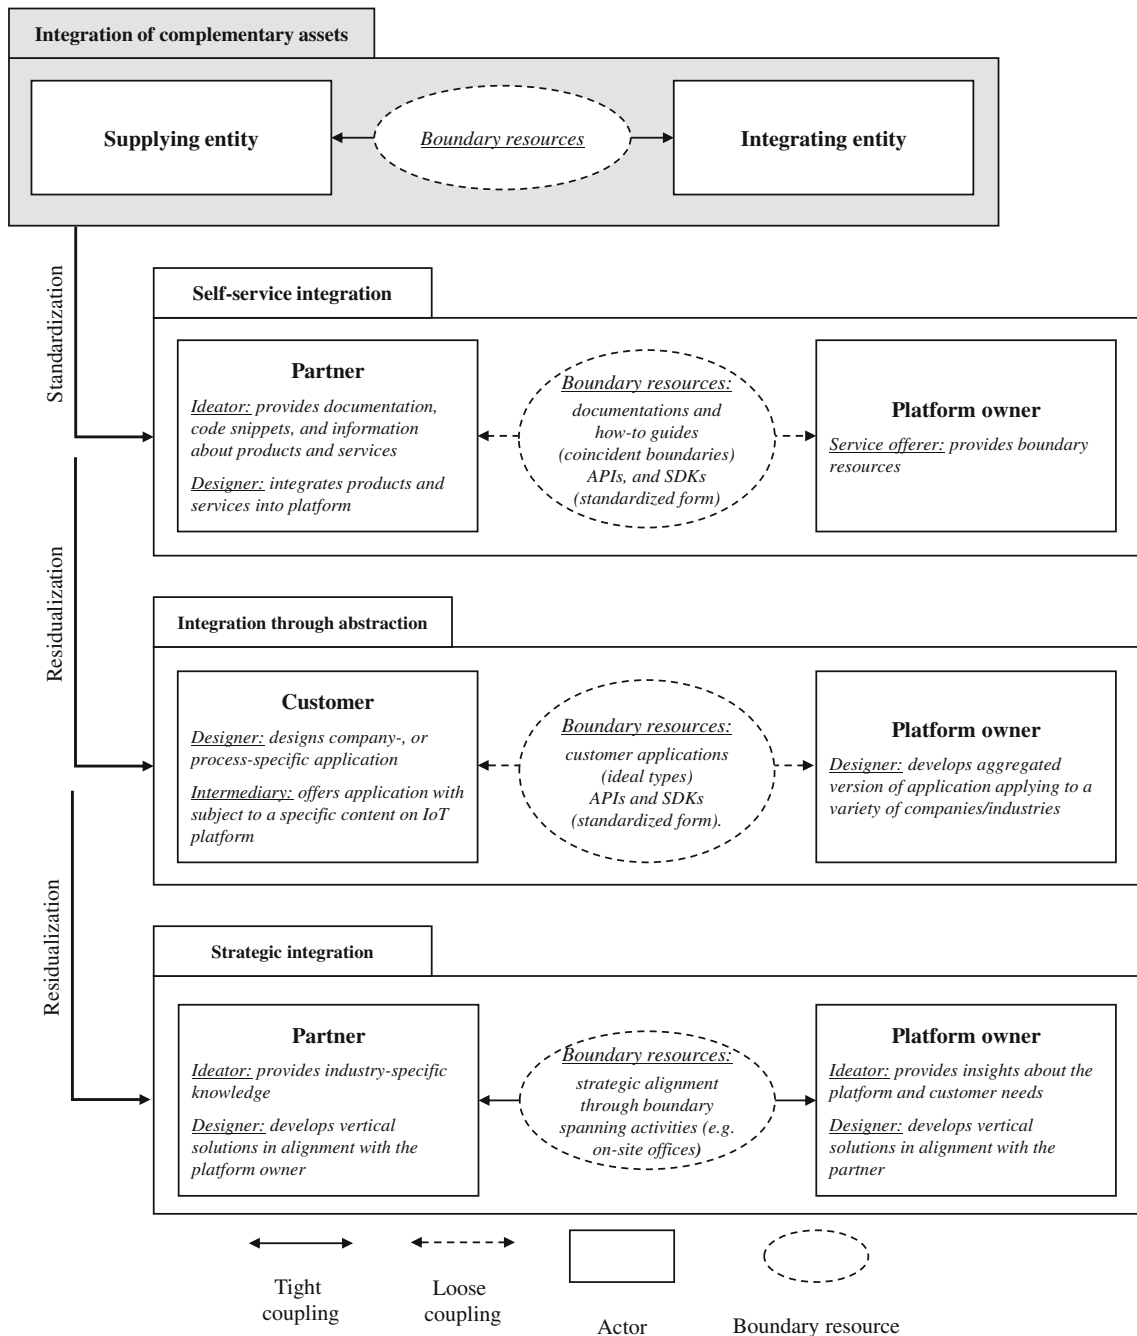 Integration of complementary assets
Supplying entity
Boundary resources
Integrating entity
Standardization
Self-service integration
Partner
Ideator: provides documentation,
code snippets, and information
about products and services
Designer: integrates products and
services into platform
Boundary resources:
documentations and
how-to guides
(coincident boundaries)
APIs, and SDKs
(standardized form)
Platform owner
Service offerer: provides boundary
resources
Residualization
Integration through abstraction
Customer
Designer: designs company-, or
process-specific application
Intermediary: offers application with
subject to a specific content on IoT
platform
Boundary resources:
customer applications
(ideal types)
APIs and SDKs
(standardized form).
Platform owner
Designer: develops aggregated
version of application applying to a
variety of companies/industries
Residualization
Strategic integration
Partner
Ideator: provides industry-specific
knowledge
Designer: develops vertical
solutions in alignment with the
platform owner
Boundary resources:
strategic alignment
through boundary
spanning activities (e.g.
on-site offices)
Platform owner
Ideator: provides insights about the
platform and customer needs
Designer: develops vertical
solutions in alignment with the
partner
Tight
coupling
Loose
coupling
Actor
Boundary resource